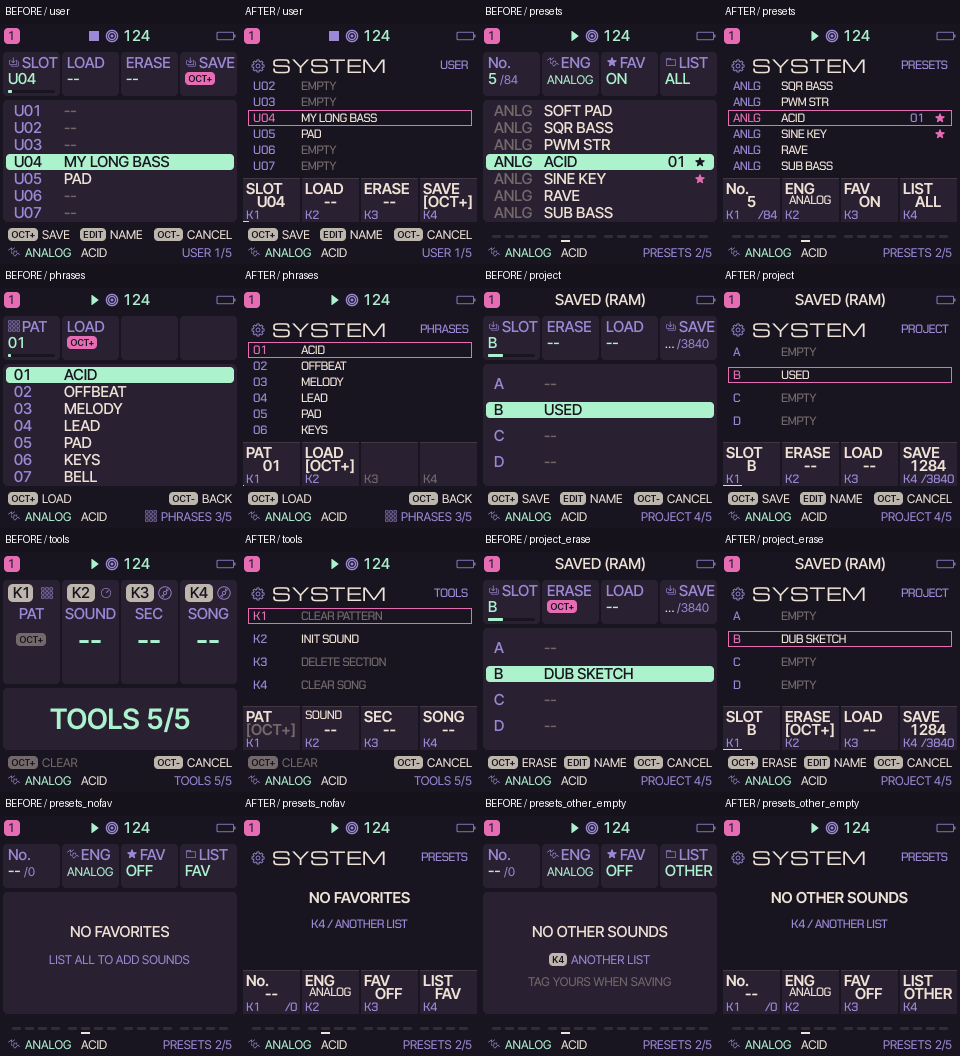 BEFORE / user
1 124
SLOT LOAD ERASE SAVE
U04 -- -- OCT+
U01 --
U02 --
U03 --
U04 MY LONG BASS
U05 PAD
U06 --
U07 --
OCT+ SAVE EDIT NAME OCT- CANCEL
ANALOG ACID USER 1/5
AFTER / user
1 124
SYSTEM USER
U02 EMPTY
U03 EMPTY
U04 MY LONG BASS
U05 PAD
U06 EMPTY
U07 EMPTY
SLOT LOAD ERASE SAVE
U04 -- -- [OCT+]
K1 K2 K3 K4
OCT+ SAVE EDIT NAME OCT- CANCEL
ANALOG ACID USER 1/5
BEFORE / presets
1 124
No. ENG FAV LIST
5 /84 ANALOG ON ALL
ANLG SOFT PAD
ANLG SQR BASS
ANLG PWM STR
ANLG ACID 01
ANLG SINE KEY
ANLG RAVE
ANLG SUB BASS
ANALOG ACID PRESETS 2/5
AFTER / presets
1 124
SYSTEM PRESETS
ANLG SQR BASS
ANLG PWM STR
ANLG ACID 01
ANLG SINE KEY
ANLG RAVE
ANLG SUB BASS
No. ENG FAV LIST
5 ANALOG ON ALL
K1 /84 K2 K3 K4
ANALOG ACID PRESETS 2/5
BEFORE / phrases
1 124
PAT LOAD
01 OCT+
01 ACID
02 OFFBEAT
03 MELODY
04 LEAD
05 PAD
06 KEYS
07 BELL
OCT+ LOAD OCT- BACK
ANALOG ACID PHRASES 3/5
AFTER / phrases
1 124
SYSTEM PHRASES
01 ACID
02 OFFBEAT
03 MELODY
04 LEAD
05 PAD
06 KEYS
PAT LOAD
01 [OCT+]
K1 K2 K3 K4
OCT+ LOAD OCT- BACK
ANALOG ACID PHRASES 3/5
BEFORE / project
1 SAVED (RAM)
SLOT ERASE LOAD SAVE
B -- -- ... /3840
A --
B USED
C --
D --
OCT+ SAVE EDIT NAME OCT- CANCEL
ANALOG ACID PROJECT 4/5
AFTER / project
1 SAVED (RAM)
SYSTEM PROJECT
A EMPTY
B USED
C EMPTY
D EMPTY
SLOT ERASE LOAD SAVE
B -- -- 1284
K1 K2 K3 K4 /3840
OCT+ SAVE EDIT NAME OCT- CANCEL
ANALOG ACID PROJECT 4/5
BEFORE / tools
1 124
K1 K2 K3 K4
PAT SOUND SEC SONG
OCT+ -- -- --
TOOLS 5/5
OCT+ CLEAR OCT- CANCEL
ANALOG ACID TOOLS 5/5
AFTER / tools
1 124
SYSTEM TOOLS
K1 CLEAR PATTERN
K2 INIT SOUND
K3 DELETE SECTION
K4 CLEAR SONG
PAT SOUND SEC SONG
[OCT+] -- -- --
K1 K2 K3 K4
OCT+ CLEAR OCT- CANCEL
ANALOG ACID TOOLS 5/5
BEFORE / project_erase
1 SAVED (RAM)
SLOT ERASE LOAD SAVE
B OCT+ -- ... /3840
A --
B DUB SKETCH
C --
D --
OCT+ ERASE EDIT NAME OCT- CANCEL
ANALOG ACID PROJECT 4/5
AFTER / project_erase
1 SAVED (RAM)
SYSTEM PROJECT
A EMPTY
B DUB SKETCH
C EMPTY
D EMPTY
SLOT ERASE LOAD SAVE
B [OCT+] -- 1284
K1 K2 K3 K4 /3840
OCT+ ERASE EDIT NAME OCT- CANCEL
ANALOG ACID PROJECT 4/5
BEFORE / presets_nofav
1 124
No. ENG FAV LIST
-- /0 ANALOG OFF FAV
NO FAVORITES
LIST ALL TO ADD SOUNDS
ANALOG ACID PRESETS 2/5
AFTER / presets_nofav
1 124
SYSTEM PRESETS
NO FAVORITES
K4 / ANOTHER LIST
No. ENG FAV LIST
-- ANALOG OFF FAV
K1 /0 K2 K3 K4
ANALOG ACID PRESETS 2/5
BEFORE / presets_other_empty
1 124
No. ENG FAV LIST
-- /0 ANALOG OFF OTHER
NO OTHER SOUNDS
K4 ANOTHER LIST
TAG YOURS WHEN SAVING
ANALOG ACID PRESETS 2/5
AFTER / presets_other_empty
1 124
SYSTEM PRESETS
NO OTHER SOUNDS
K4 / ANOTHER LIST
No. ENG FAV LIST
-- ANALOG OFF OTHER
K1 /0 K2 K3 K4
ANALOG ACID PRESETS 2/5